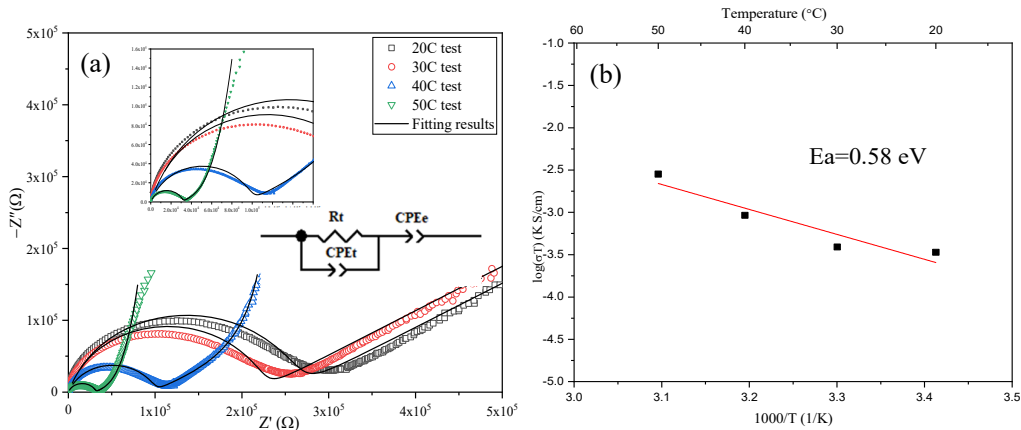 (a)
20C test
30C test
40C test
50C test
Fitting results
Rt
CPEt
CPEe
−Z''(Ω)
5x10⁵
4x10⁵
3x10⁵
2x10⁵
1x10⁵
0
0
1x10⁵
2x10⁵
3x10⁵
4x10⁵
5x10⁵
Z' (Ω)
Temperature (°C)
60 50 40 30 20
(b)
Ea=0.58 eV
log(σT) (K S/cm)
-1.0
-1.5
-2.0
-2.5
-3.0
-3.5
-4.0
-4.5
-5.0
3.0 3.1 3.2 3.3 3.4 3.5
1000/T (1/K)